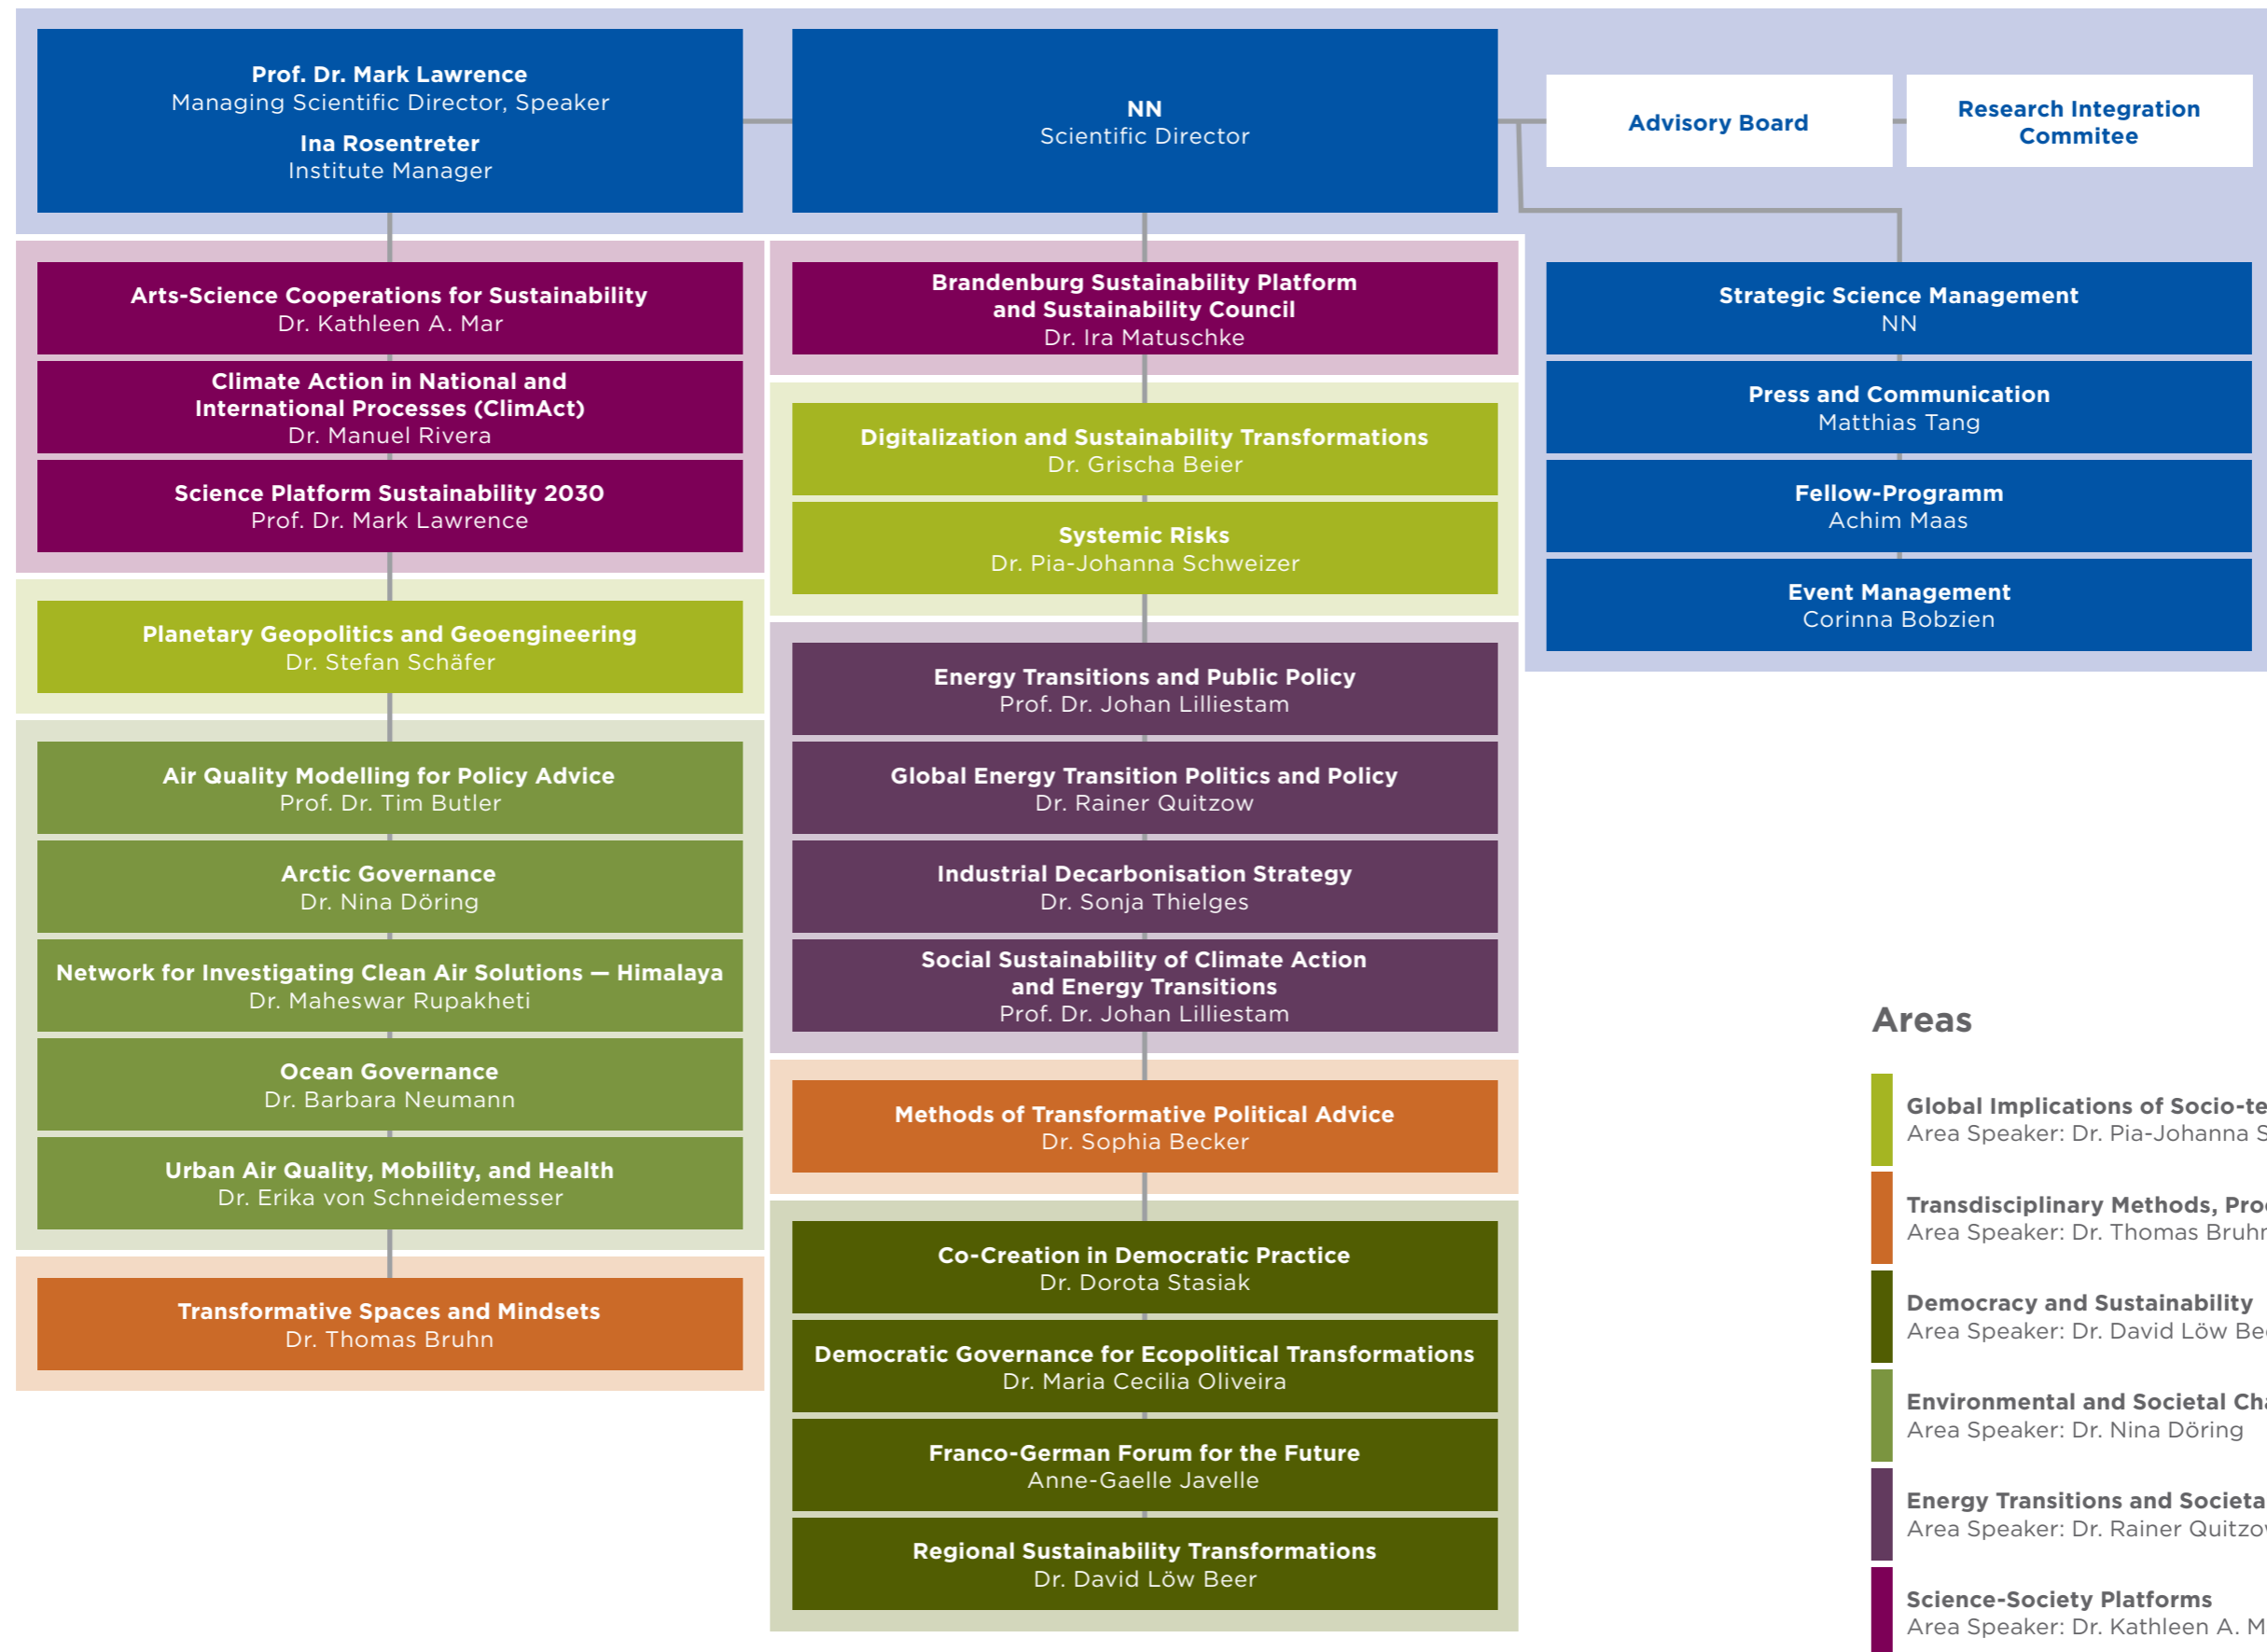 Prof. Dr. Mark Lawrence
Managing Scientific Director, Speaker
Ina Rosentreter
Institute Manager
NN
Scientific Director
Advisory Board
Research Integration
Commitee
Arts-Science Cooperations for Sustainability
Dr. Kathleen A. Mar
Climate Action in National and
International Processes (ClimAct)
Dr. Manuel Rivera
Science Platform Sustainability 2030
Prof. Dr. Mark Lawrence
Planetary Geopolitics and Geoengineering
Dr. Stefan Schäfer
Air Quality Modelling for Policy Advice
Prof. Dr. Tim Butler
Arctic Governance
Dr. Nina Döring
Network for Investigating Clean Air Solutions — Himalaya
Dr. Maheswar Rupakheti
Ocean Governance
Dr. Barbara Neumann
Urban Air Quality, Mobility, and Health
Dr. Erika von Schneidemesser
Transformative Spaces and Mindsets
Dr. Thomas Bruhn
Brandenburg Sustainability Platform
and Sustainability Council
Dr. Ira Matuschke
Digitalization and Sustainability Transformations
Dr. Grischa Beier
Systemic Risks
Dr. Pia-Johanna Schweizer
Energy Transitions and Public Policy
Prof. Dr. Johan Lilliestam
Global Energy Transition Politics and Policy
Dr. Rainer Quitzow
Industrial Decarbonisation Strategy
Dr. Sonja Thielges
Social Sustainability of Climate Action
and Energy Transitions
Prof. Dr. Johan Lilliestam
Methods of Transformative Political Advice
Dr. Sophia Becker
Co-Creation in Democratic Practice
Dr. Dorota Stasiak
Democratic Governance for Ecopolitical Transformations
Dr. Maria Cecilia Oliveira
Franco-German Forum for the Future
Anne-Gaelle Javelle
Regional Sustainability Transformations
Dr. David Löw Beer
Strategic Science Management
NN
Press and Communication
Matthias Tang
Fellow-Programm
Achim Maas
Event Management
Corinna Bobzien
Areas
Global Implications of
Area Speaker: Dr. Pia-Johanna
Transdisciplinary Methods,
Area Speaker: Dr. Thomas Bruhn
Democracy and Sustainability
Area Speaker: Dr. David Löw
Environmental and Societal
Area Speaker: Dr. Nina Döring
Energy Transitions and
Area Speaker: Dr. Rainer
Science-Society Platforms
Area Speaker: Dr. Kathleen A.